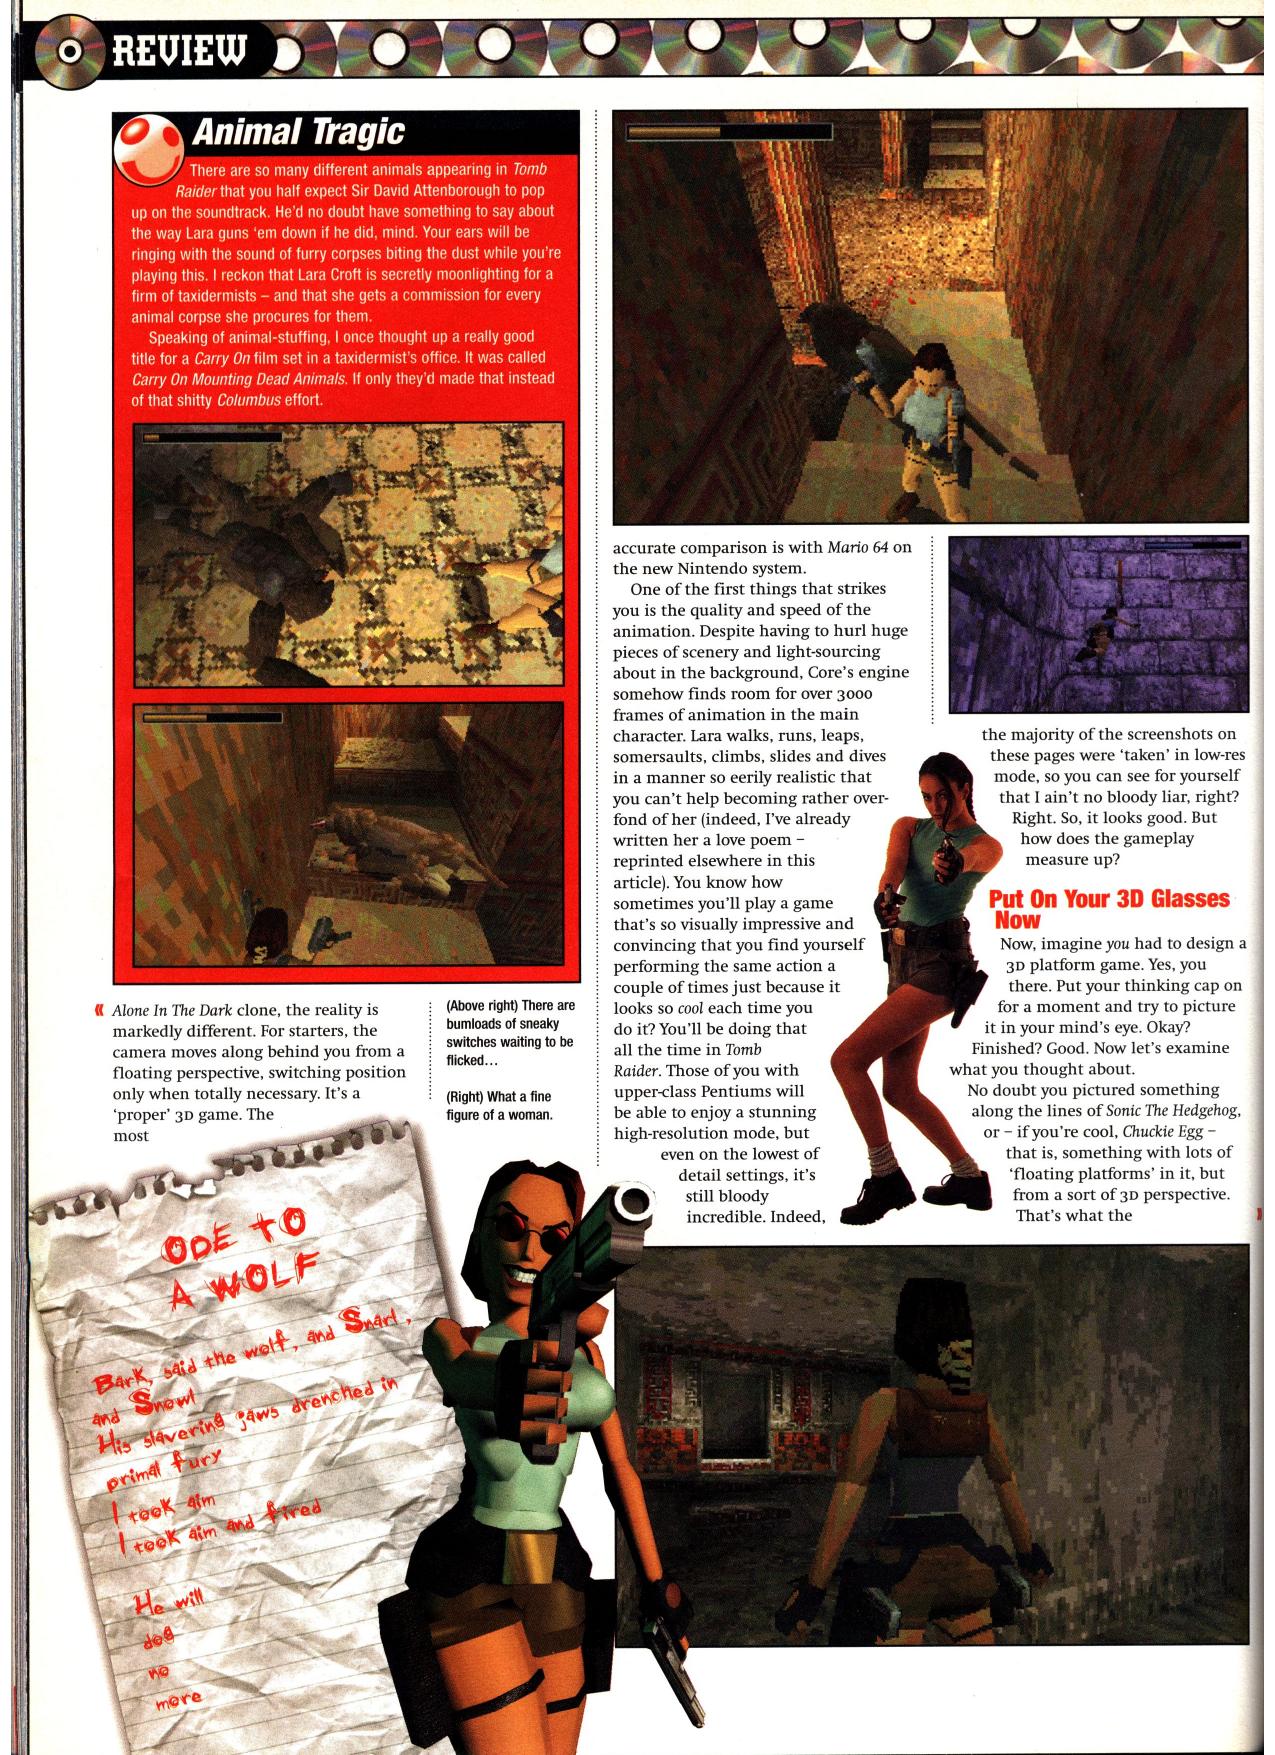 REVIEW
Animal Tragic
There are so many different animals appearing in Tomb
Raider that you half expect Sir David Attenborough to pop
up on the soundtrack. He'd no doubt have something to say about
the way Lara guns 'em down if he did, mind. Your ears will be
ringing with the sound of furry corpses biting the dust while you're
playing this. I reckon that Lara Croft is secretly moonlighting for a
firm of taxidermists – and that she gets a commission for every
animal corpse she procures for them.
Speaking of animal-stuffing, I once thought up a really good
title for a Carry On film set in a taxidermist's office. It was called
Carry On Mounting Dead Animals. If only they'd made that instead
of that shitty Columbus effort.
« Alone In The Dark clone, the reality is
markedly different. For starters, the
camera moves along behind you from a
floating perspective, switching position
only when totally necessary. It's a
'proper' 3D game. The
most
(Above right) There are
bumloads of sneaky
switches waiting to be
flicked...
(Right) What a fine
figure of a woman.
ODE TO
A WOLF
Bark, said the wolf, and Snarl,
and Snowl
His slavering jaws drenched in
primal fury
I took aim
I took aim and fired
He will
dog
no
more
accurate comparison is with Mario 64 on
the new Nintendo system.
One of the first things that strikes
you is the quality and speed of the
animation. Despite having to hurl huge
pieces of scenery and light-sourcing
about in the background, Core's engine
somehow finds room for over 3000
frames of animation in the main
character. Lara walks, runs, leaps,
somersaults, climbs, slides and dives
in a manner so eerily realistic that
you can't help becoming rather over-
fond of her (indeed, I've already
written her a love poem –
reprinted elsewhere in this
article). You know how
sometimes you'll play a game
that's so visually impressive and
convincing that you find yourself
performing the same action a
couple of times just because it
looks so cool each time you
do it? You'll be doing that
all the time in Tomb
Raider. Those of you with
upper-class Pentiums will
be able to enjoy a stunning
high-resolution mode, but
even on the lowest of
detail settings, it's
still bloody
incredible. Indeed,
the majority of the screenshots on
these pages were 'taken' in low-res
mode, so you can see for yourself
that I ain't no bloody liar, right?
Right. So, it looks good. But
how does the gameplay
measure up?
Put On Your 3D Glasses
Now
Now, imagine you had to design a
3D platform game. Yes, you
there. Put your thinking cap on
for a moment and try to picture
it in your mind's eye. Okay?
Finished? Good. Now let's examine
what you thought about.
No doubt you pictured something
along the lines of Sonic The Hedgehog,
or – if you're cool, Chuckie Egg –
that is, something with lots of
'floating platforms' in it, but
from a sort of 3D perspective.
That's what the